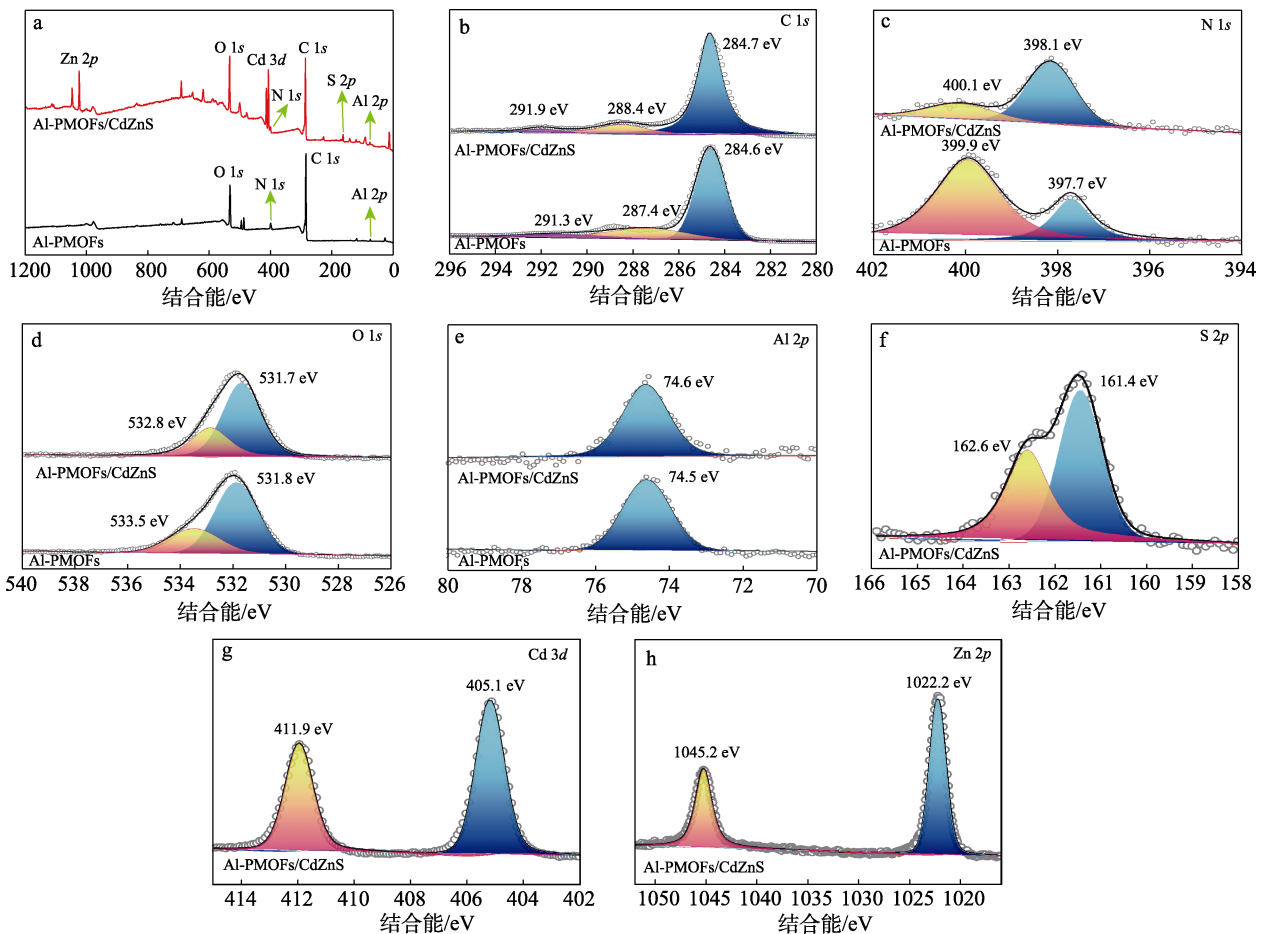 a
Zn 2p
O 1s
Cd 3d
C 1s
N 1s
S 2p
Al 2p
Al-PMOFs/CdZnS
O 1s
N 1s
C 1s
Al 2p
Al-PMOFs
1200 1000 800 600 400 200 0
结合能/eV
b
C 1s
284.7 eV
291.9 eV
288.4 eV
Al-PMOFs/CdZnS
284.6 eV
291.3 eV
287.4 eV
Al-PMOFs
296 294 292 290 288 286 284 282 280
结合能/eV
c
N 1s
398.1 eV
400.1 eV
Al-PMOFs/CdZnS
399.9 eV
397.7 eV
Al-PMOFs
402 400 398 396 394
结合能/eV
d
O 1s
531.7 eV
532.8 eV
Al-PMOFs/CdZnS
531.8 eV
533.5 eV
Al-PMOFs
540 536 534 532 530 526
结合能/eV
e
Al 2p
74.6 eV
Al-PMOFs/CdZnS
74.5 eV
Al-PMOFs
80 78 76 74 72 70
结合能/eV
f
S 2p
161.4 eV
162.6 eV
Al-PMOFs/CdZnS
166 165 164 163 162 161 160 159 158
结合能/eV
g
Cd 3d
405.1 eV
411.9 eV
Al-PMOFs/CdZnS
414 412 410 408 406 404 402
结合能/eV
h
Zn 2p
1022.2 eV
1045.2 eV
Al-PMOFs/CdZnS
1050 1045 1040 1035 1030 1025 1020
结合能/eV